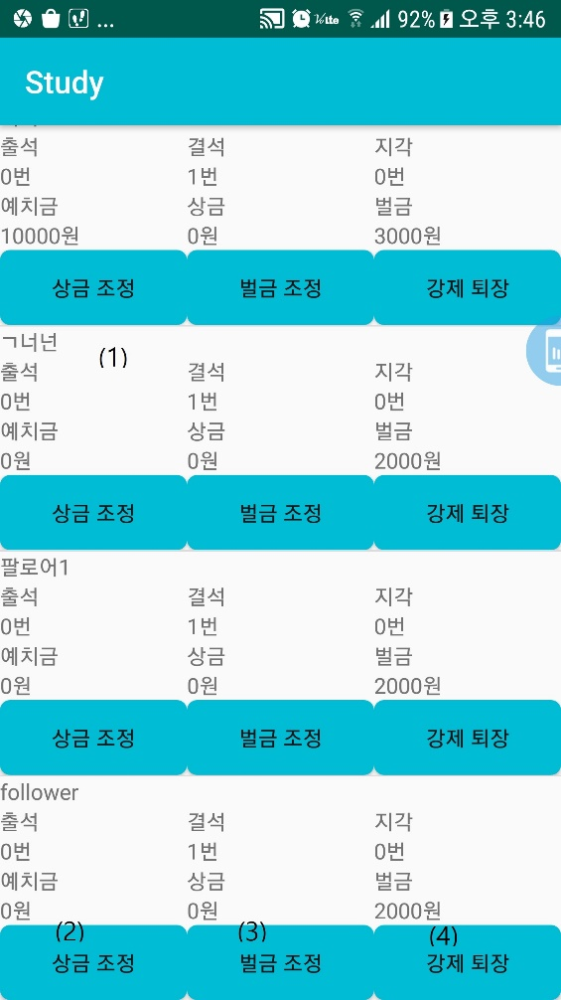 ... Vo LTE 92% 오후 3:46
Study
출석 결석 지각
0번 1번 0번
예치금 상금 벌금
10000원 0원 3000원
상금 조정 벌금 조정 강제 퇴장
ㄱ너넌
(1)
출석 결석 지각
0번 1번 0번
예치금 상금 벌금
0원 0원 2000원
상금 조정 벌금 조정 강제 퇴장
팔로어1
출석 결석 지각
0번 1번 0번
예치금 상금 벌금
0원 0원 2000원
상금 조정 벌금 조정 강제 퇴장
follower
출석 결석 지각
0번 1번 0번
예치금 상금 벌금
0원 0원 2000원
(2) (3) (4)
상금 조정 벌금 조정 강제 퇴장